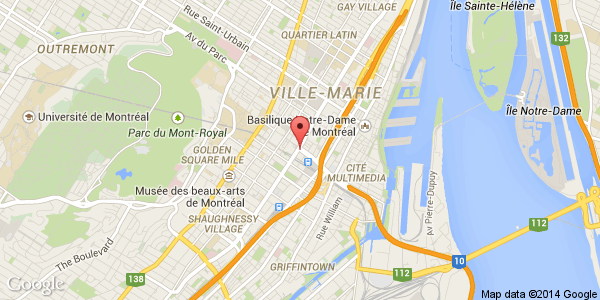 Île Sainte-Hélène
GAY VILLAGE
Rue Saint-Urbain
QUARTIER LATIN
132
OUTREMONT
Av du Parc
VILLE-MARIE
Île Notre-Dame
Université de Montréal
Basilique Notre-Dame
de Montréal
Parc du Mont-Royal
GOLDEN
SQUARE MILE
CITÉ
MULTIMEDIA
Musée des beaux-arts
de Montréal
Av Pierre-Dupuy
SHAUGHNESSY
VILLAGE
Rue William
112
The Boulevard
10
GRIFFINTOWN
112
138
Google
Map data ©2014 Google